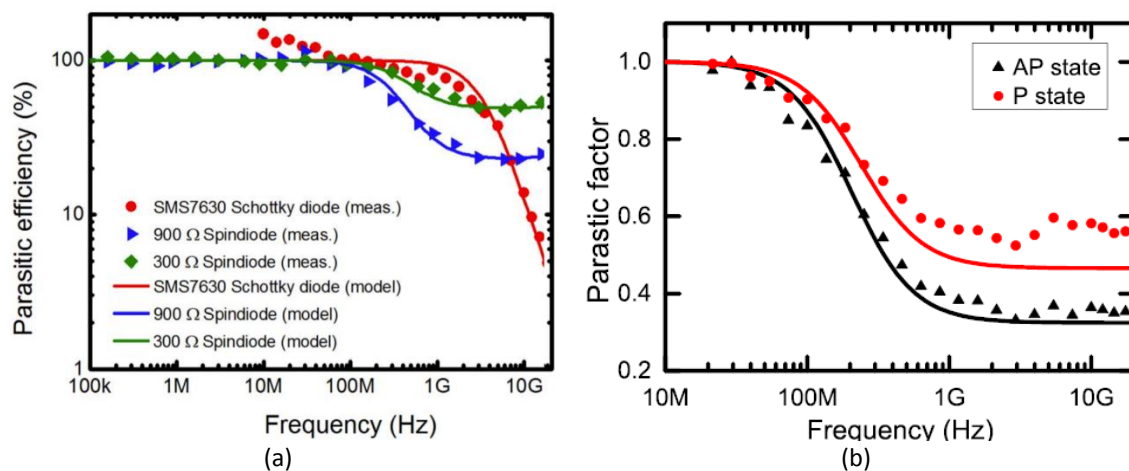 100
10
1
Parasitic efficiency (%)
SMS7630 Schottky diode (meas.)
900 Ω Spindiode (meas.)
300 Ω Spindiode (meas.)
SMS7630 Schottky diode (model)
900 Ω Spindiode (model)
300 Ω Spindiode (model)
100k 1M 10M 100M 1G 10G
Frequency (Hz)
(a)
1.0
0.8
0.6
0.4
0.2
Parastic factor
AP state
P state
10M 100M 1G 10G
Frequency (Hz)
(b)